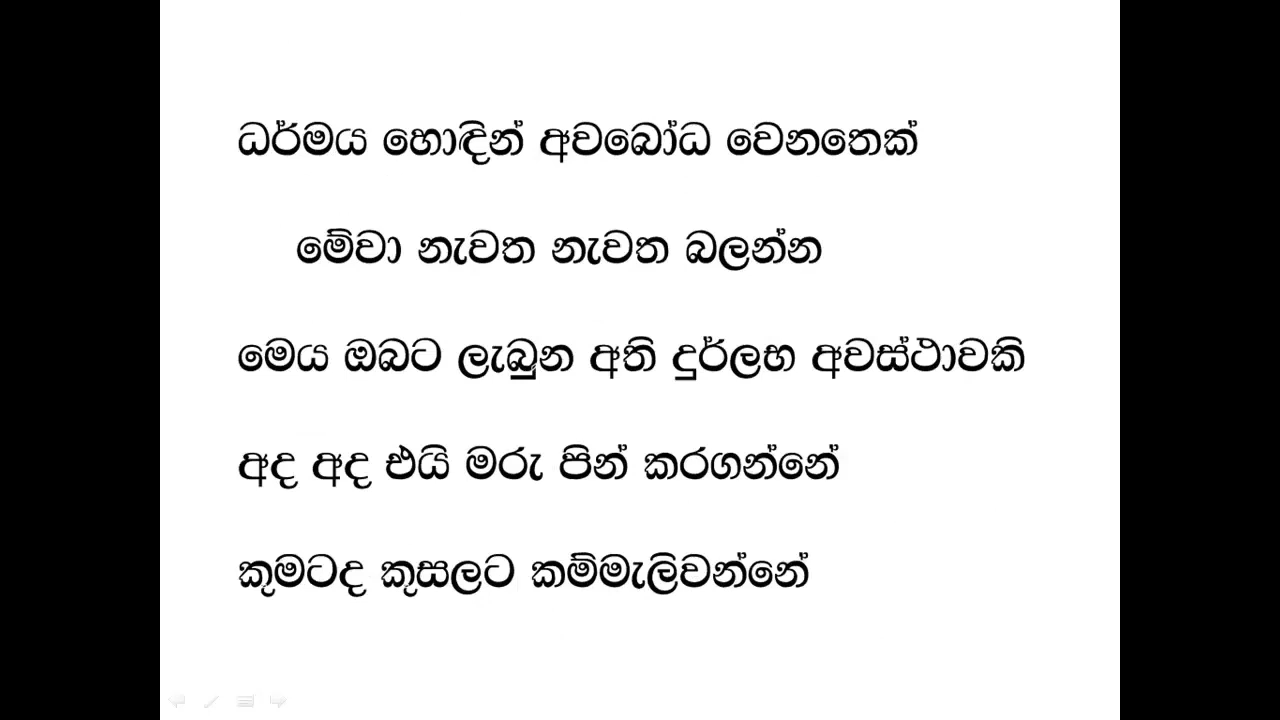 ධර්මය හොඳින් අවබෝධ වෙනතෙක්
මේවා නැවත නැවත බලන්න
මෙය ඔබට ලැබුන අති දුර්ලභ අවස්ථාවකි
අද අද එයි මරු පින් කරගන්නේ
කුමටද කුසලට කම්මැලිවන්නේ